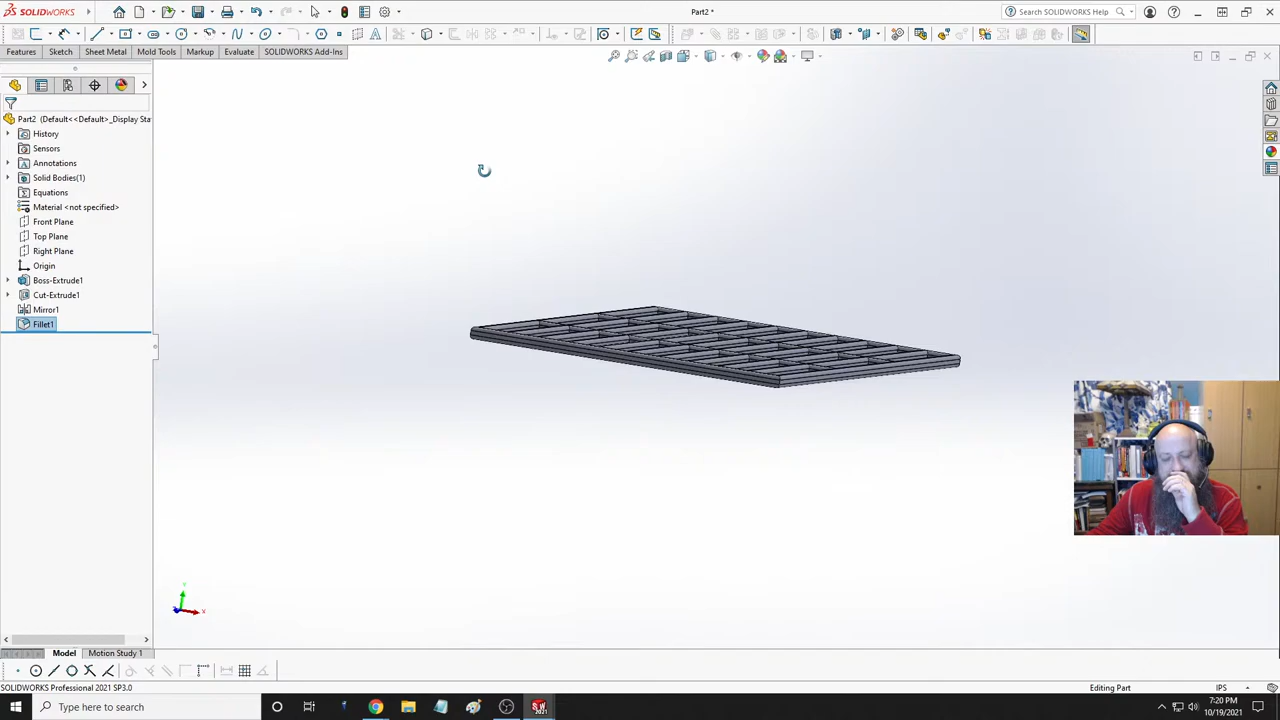 SOLIDWORKS
Part2 *
Search SOLIDWORKS Help
Features
Sketch
Sheet Metal
Mold Tools
Markup
Evaluate
SOLIDWORKS Add-Ins
Part2 (Default<<Default>_Display Sta
History
Sensors
Annotations
Solid Bodies(1)
Equations
Material <not specified>
Front Plane
Top Plane
Right Plane
Origin
Boss-Extrude1
Cut-Extrude1
Mirror1
Fillet1
Y
X
Model
Motion Study 1
SOLIDWORKS Professional 2021 SP3.0
Editing Part
IPS
Type here to search
7:20 PM
10/19/2021